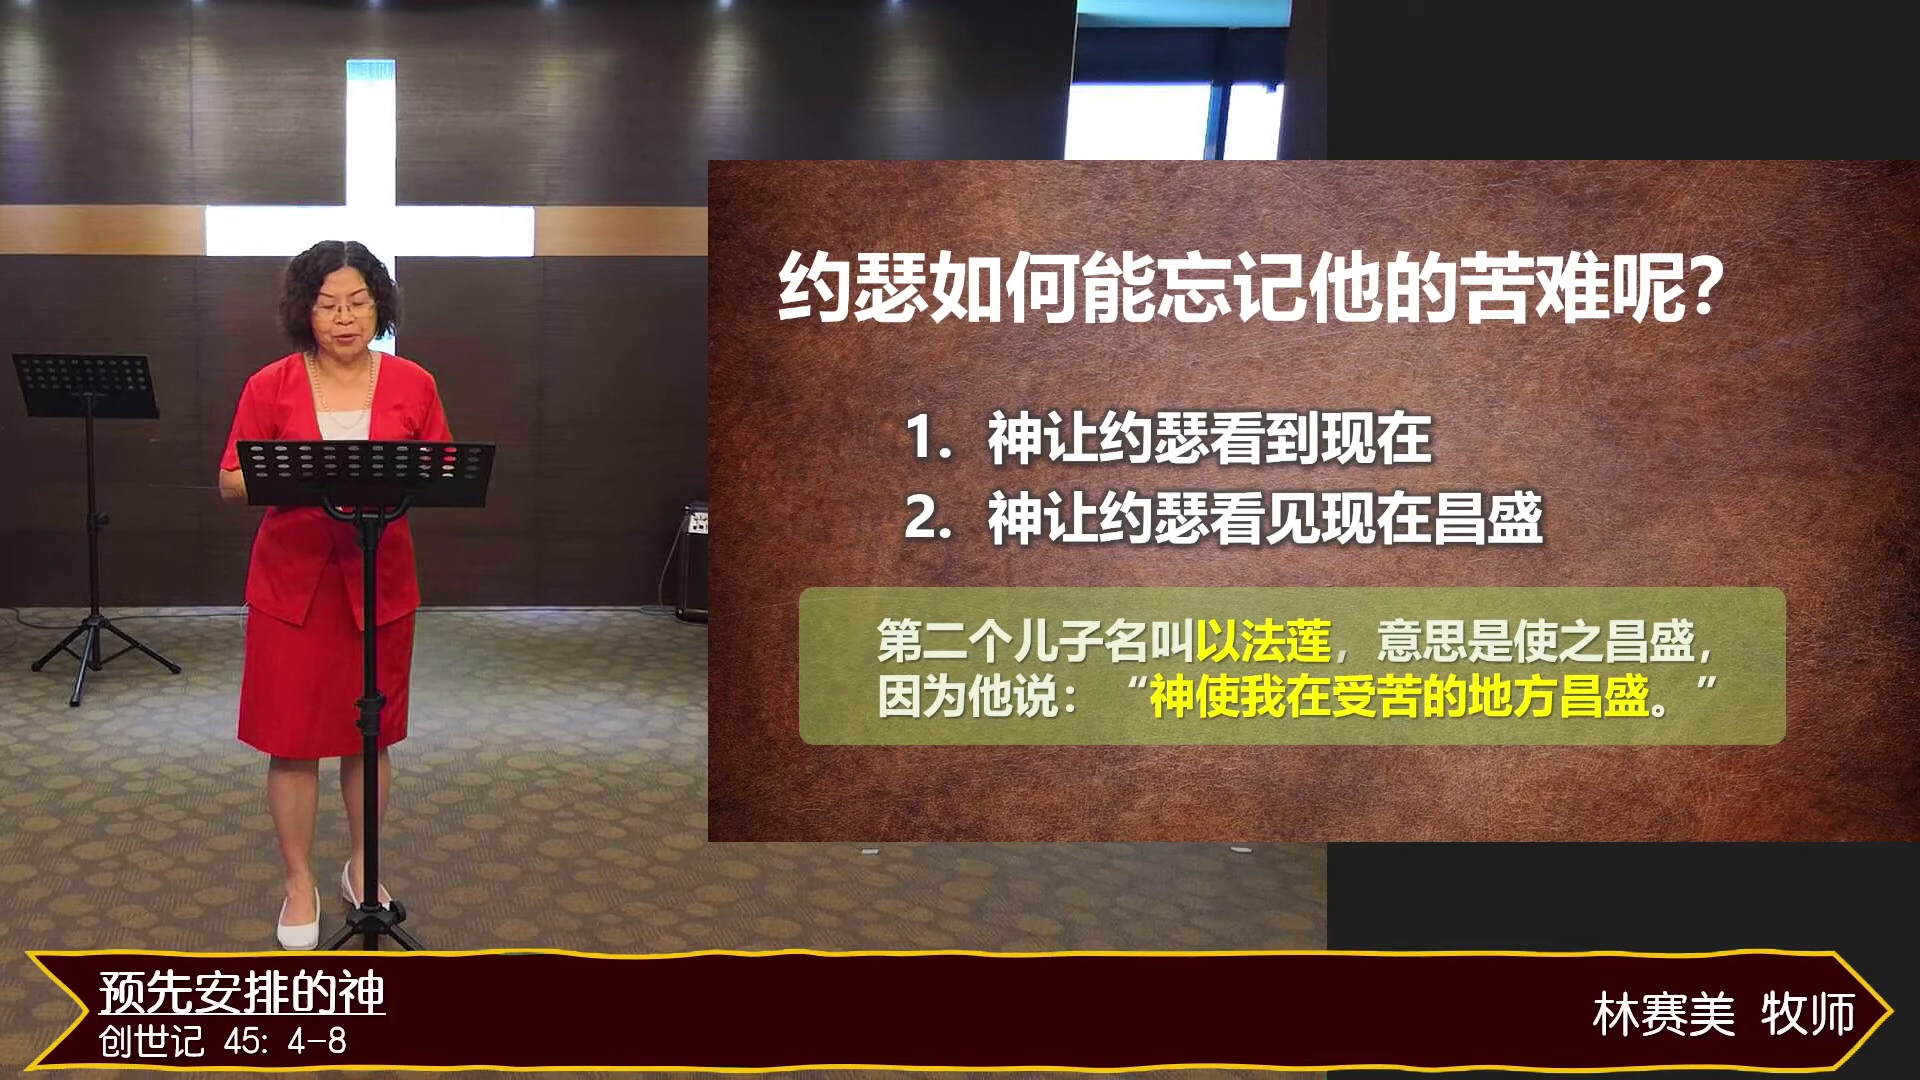 约瑟如何能忘记他的苦难呢？
1. 神让约瑟看到现在
2. 神让约瑟看见现在昌盛
第二个儿子名叫以法莲，意思是使之昌盛，
因为他说：“神使我在受苦的地方昌盛。”
预先安排的神
创世记 45: 4-8
林赛美 牧师